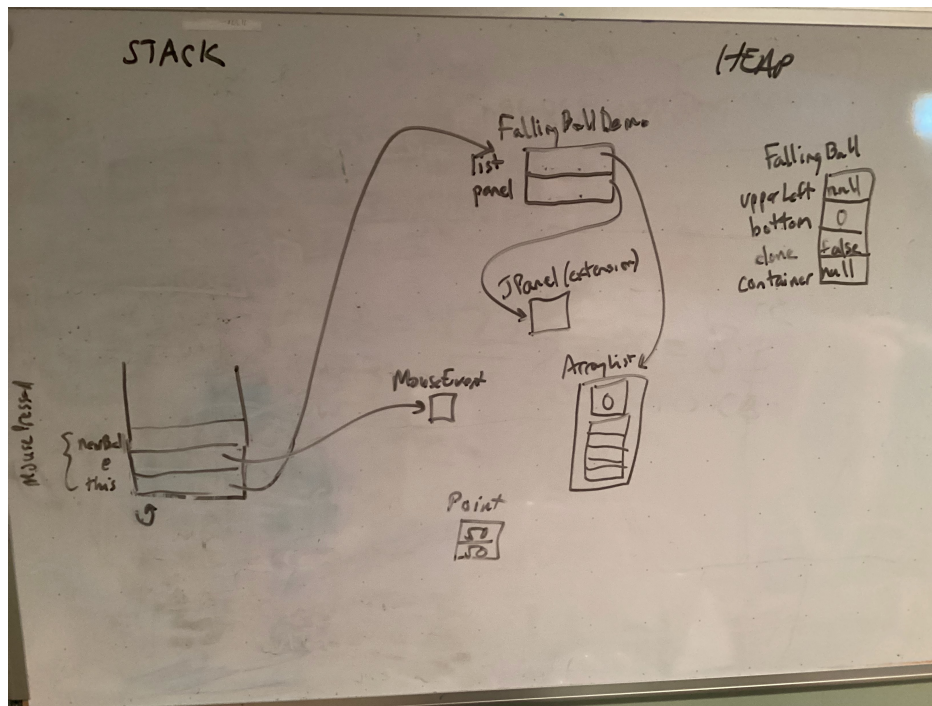 STACK
HEAP
FallingBallDemo
list
panel
FallingBall
upperLeft null
bottom 0
done false
container null
JPanel (extension)
ArrayList
0
MouseEvent
MousePressed
newBall
e
this
Point
50
50